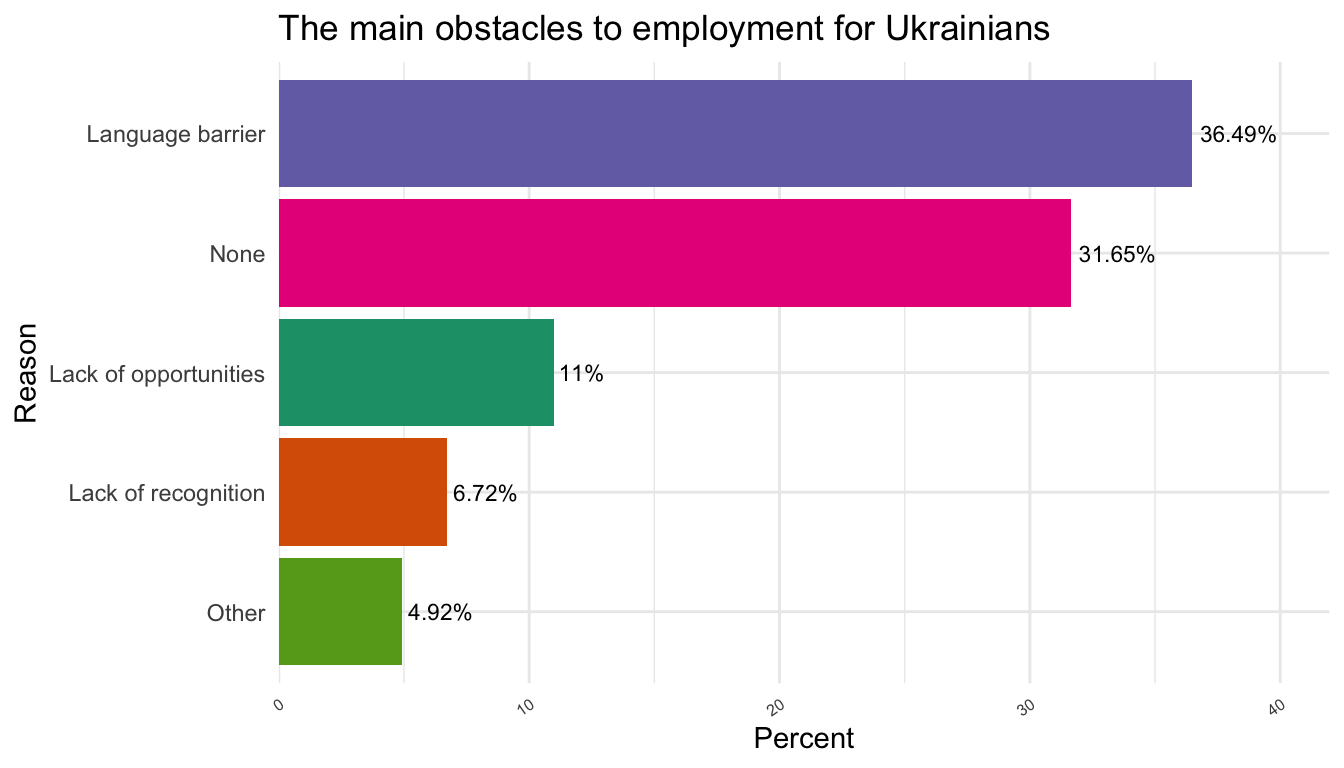 The main obstacles to employment for Ukrainians
Language barrier
36.49%
None
31.65%
Lack of opportunities
11%
Lack of recognition
6.72%
Other
4.92%
Reason
0
10
20
30
40
Percent